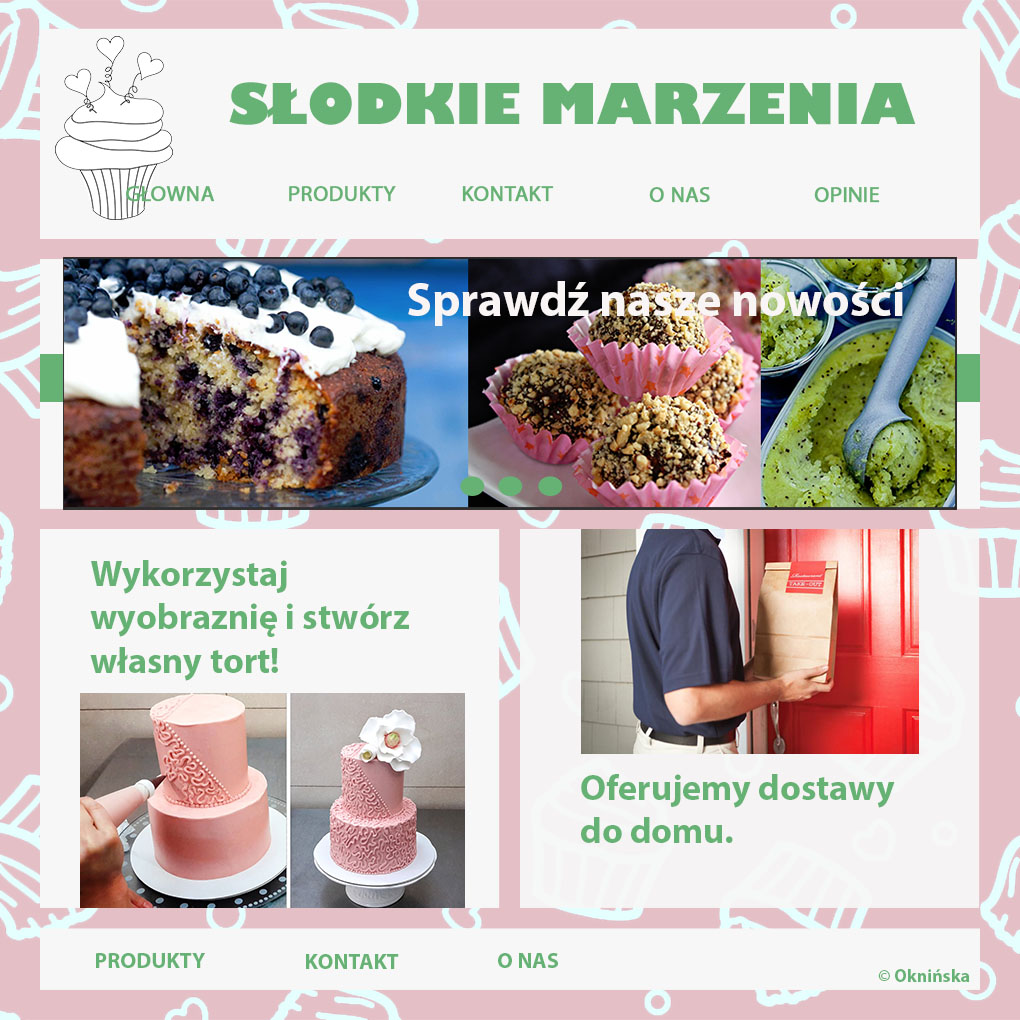 SŁODKIE MARZENIA
GŁOWNA PRODUKTY KONTAKT O NAS OPINIE
Sprawdź nasze nowości
Wykorzystaj
wyobraznię i stwórz
własny tort!
TAKE-OUT
Oferujemy dostawy
do domu.
PRODUKTY KONTAKT O NAS
© Oknińska